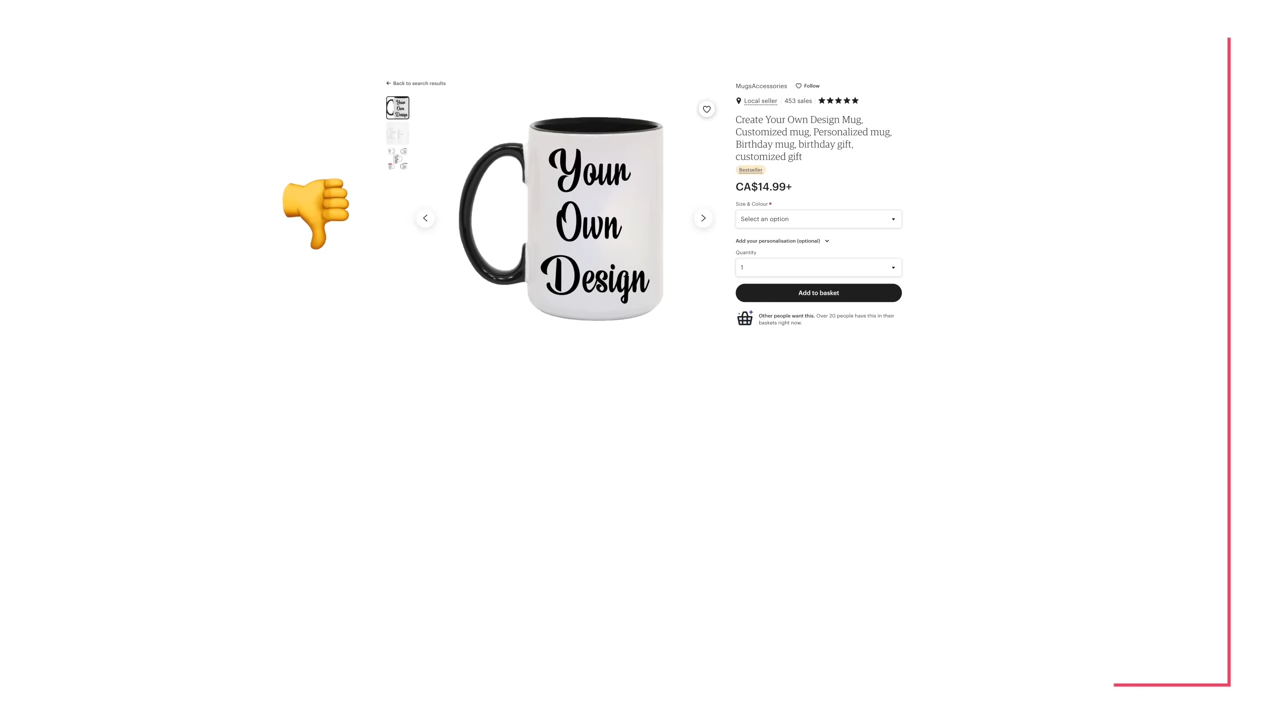 Back to search results
Your
Own
Design
MugsAccessories
Follow
Local seller 453 sales
Create Your Own Design Mug,
Customized mug, Personalized mug,
Birthday mug, birthday gift,
customized gift
Bestseller
CA$14.99+
Size & Colour *
Select an option
Add your personalisation (optional)
Quantity
1
Add to basket
Other people want this. Over 20 people have this in their
baskets right now.
Your
Own
Design